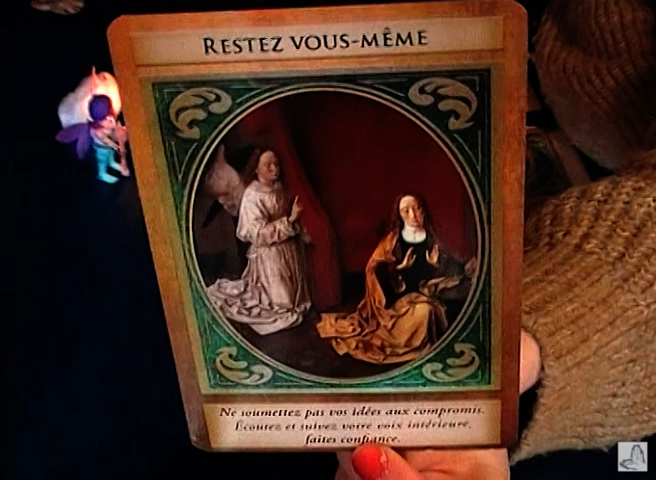 RESTEZ VOUS-MÊME
Ne soumettez pas vos idées aux compromis.
Écoutez et suivez votre voix intérieure,
faites confiance.